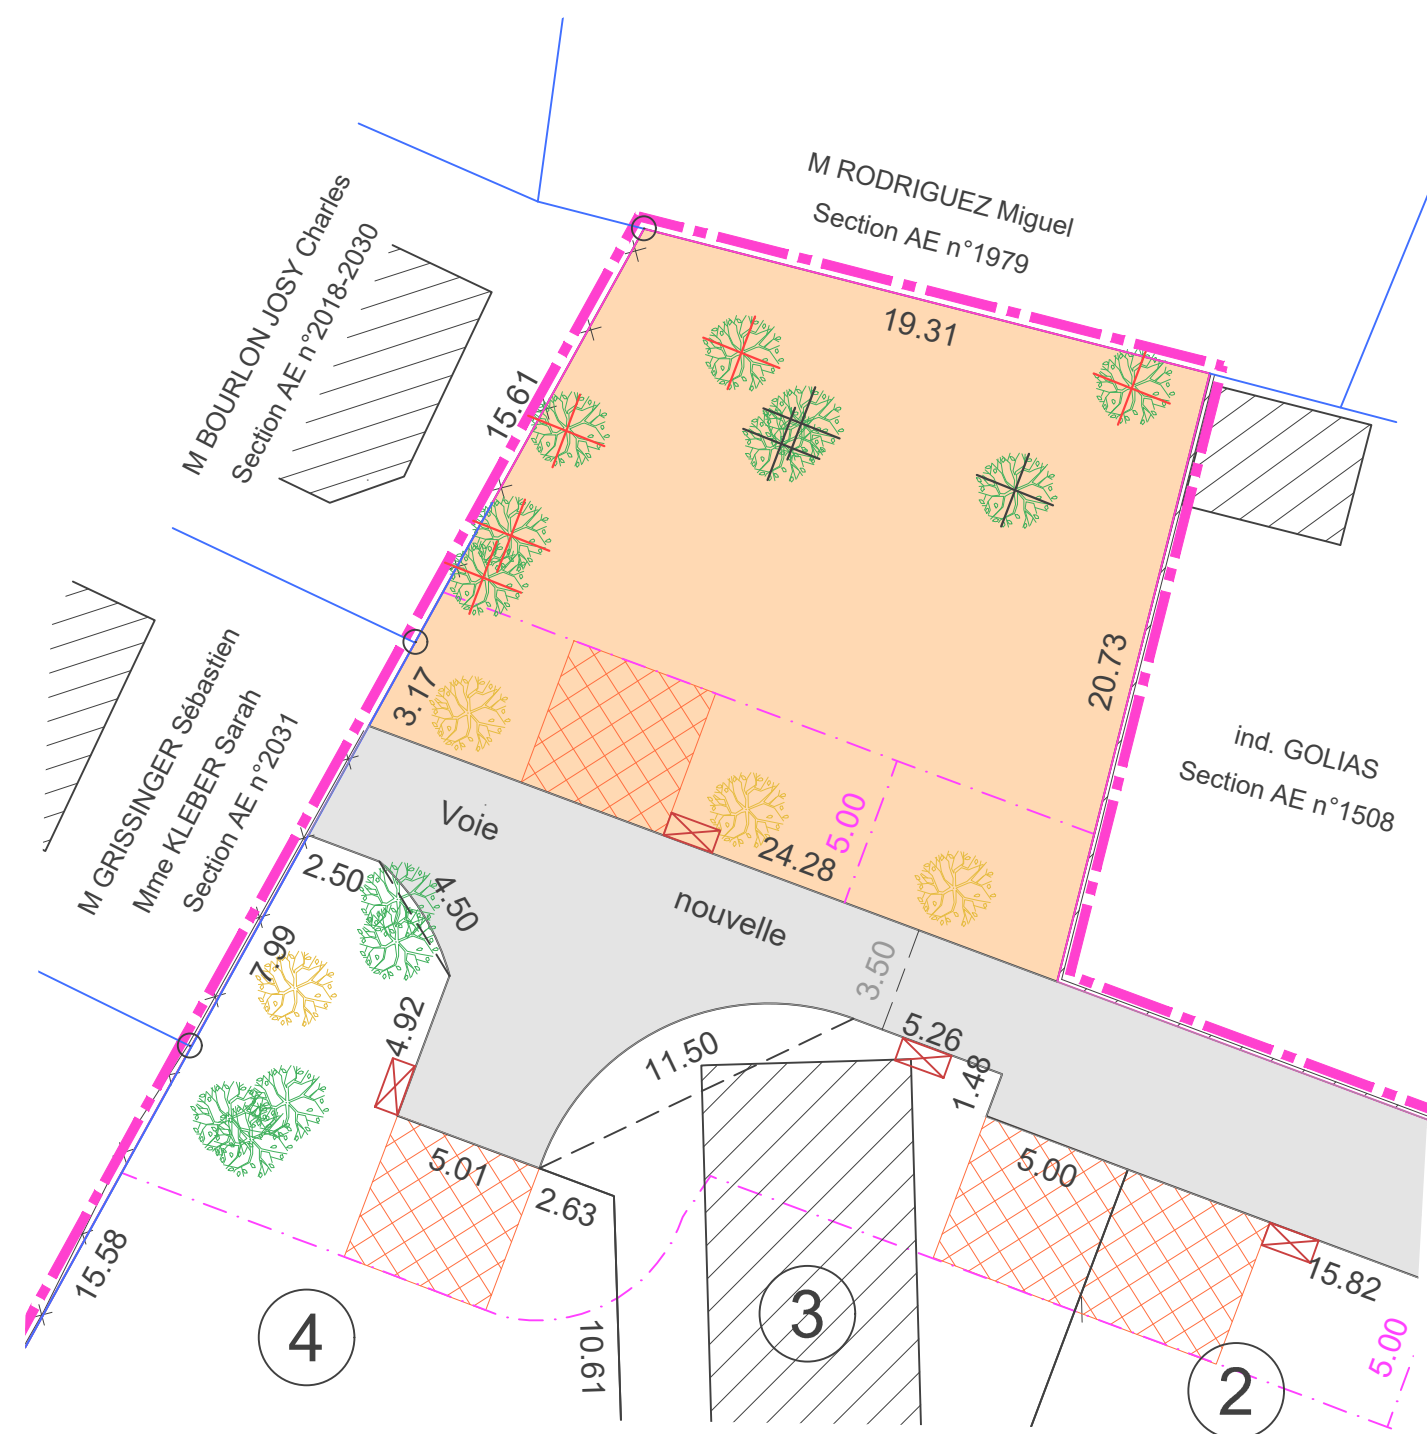 M RODRIGUEZ Miguel
Section AE n°1979
M BOURLON JOSY Charles
Section AE n°2018-2030
19.31
15.61
20.73
3.17
M GRISSINGER Sébastien
Mme KLEBER Sarah
Section AE n°2031
ind. GOLIAS
Section AE n°1508
Voie
nouvelle
24.28
5.00
3.50
2.50
4.50
7.99
4.92
11.50
5.26
1.48
5.01
2.63
5.00
15.58
10.61
15.82
5.00
4
3
2